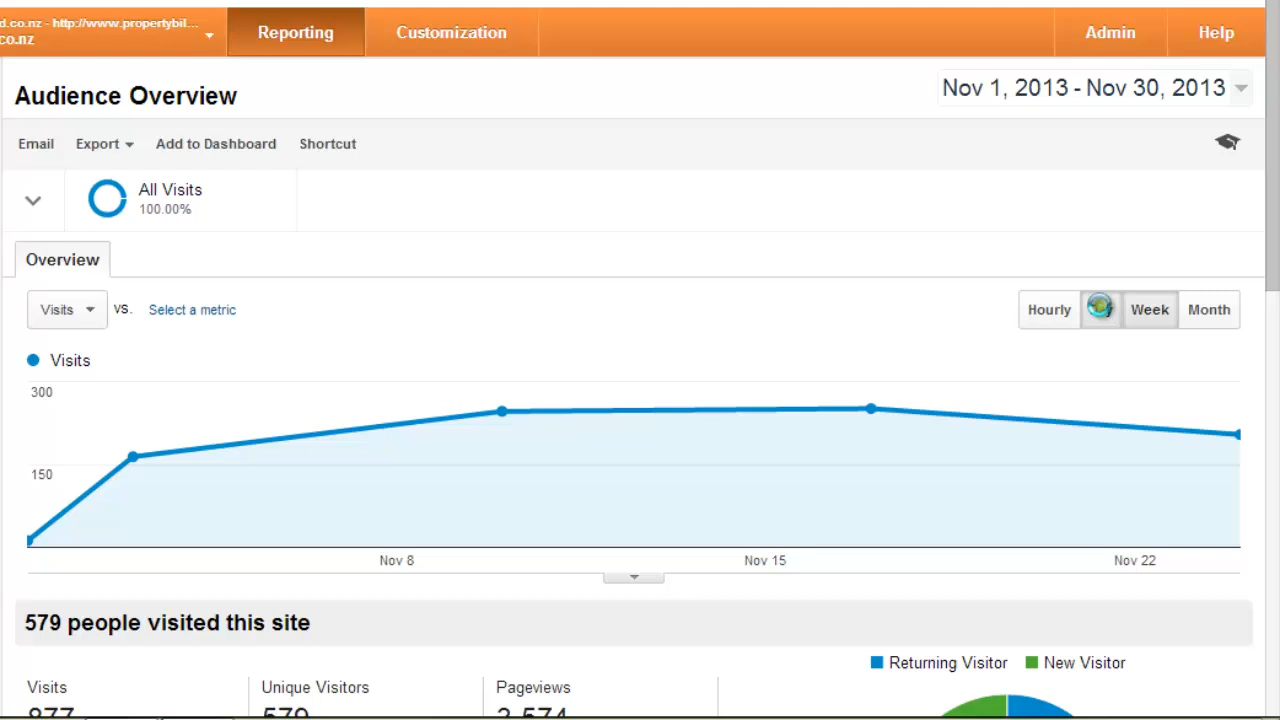 d.co.nz - http://www.propertybil...
co.nz
Reporting
Customization
Admin
Help
Audience Overview
Nov 1, 2013 - Nov 30, 2013
Email
Export
Add to Dashboard
Shortcut
All Visits
100.00%
Overview
Visits
VS.
Select a metric
Hourly
Week
Month
Visits
300
150
Nov 8
Nov 15
Nov 22
579 people visited this site
Returning Visitor
New Visitor
Visits
Unique Visitors
Pageviews
877
579